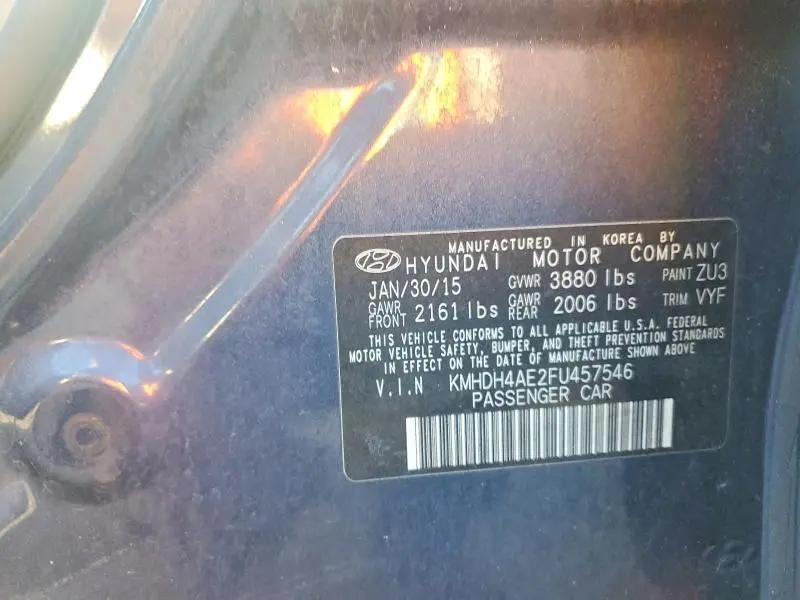 MANUFACTURED IN KOREA BY
HYUNDAI MOTOR COMPANY
JAN/30/15 GVWR 3880 lbs PAINT ZU3
GAWR FRONT 2161 lbs GAWR REAR 2006 lbs TRIM VYF
THIS VEHICLE CONFORMS TO ALL APPLICABLE U.S.A. FEDERAL
MOTOR VEHICLE SAFETY, BUMPER, AND THEFT PREVENTION STANDARDS
IN EFFECT ON THE DATE OF MANUFACTURE SHOWN ABOVE
V.I.N KMHDH4AE2FU457546
PASSENGER CAR